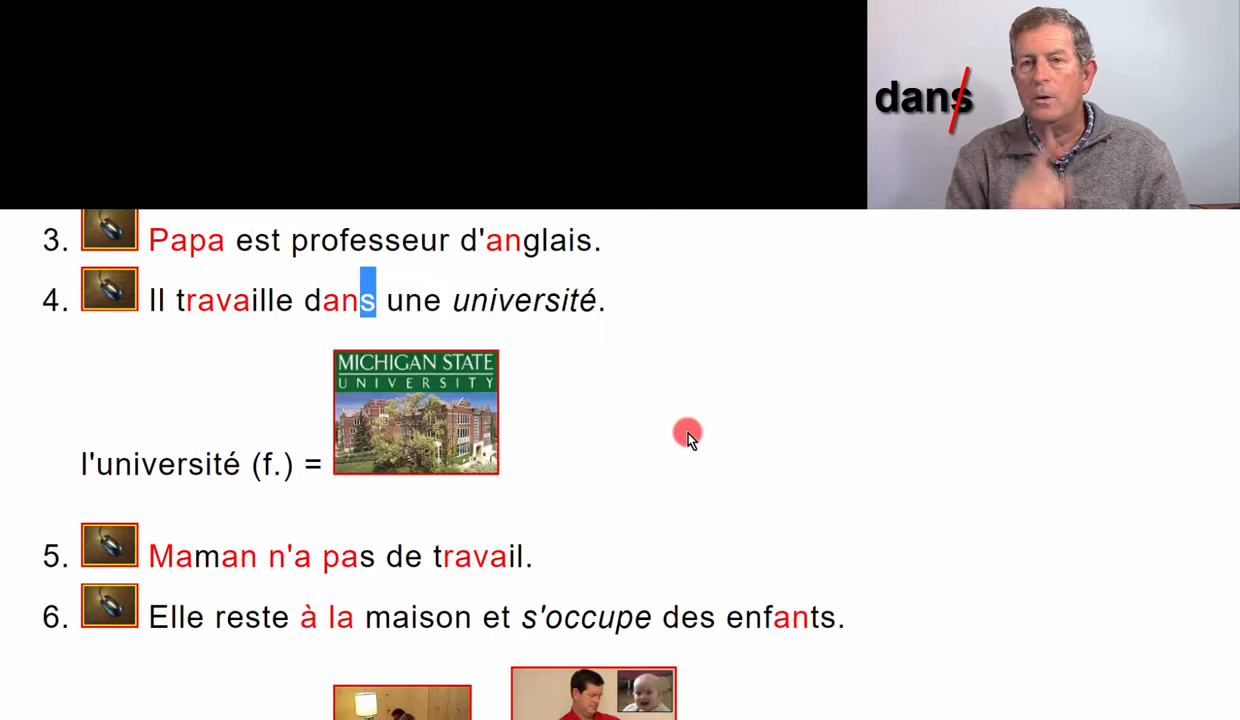 dans
3. Papa est professeur d'anglais.
4. Il travaille dans une université.
MICHIGAN STATE
UNIVERSITY
l'université (f.) =
5. Maman n'a pas de travail.
6. Elle reste à la maison et s'occupe des enfants.